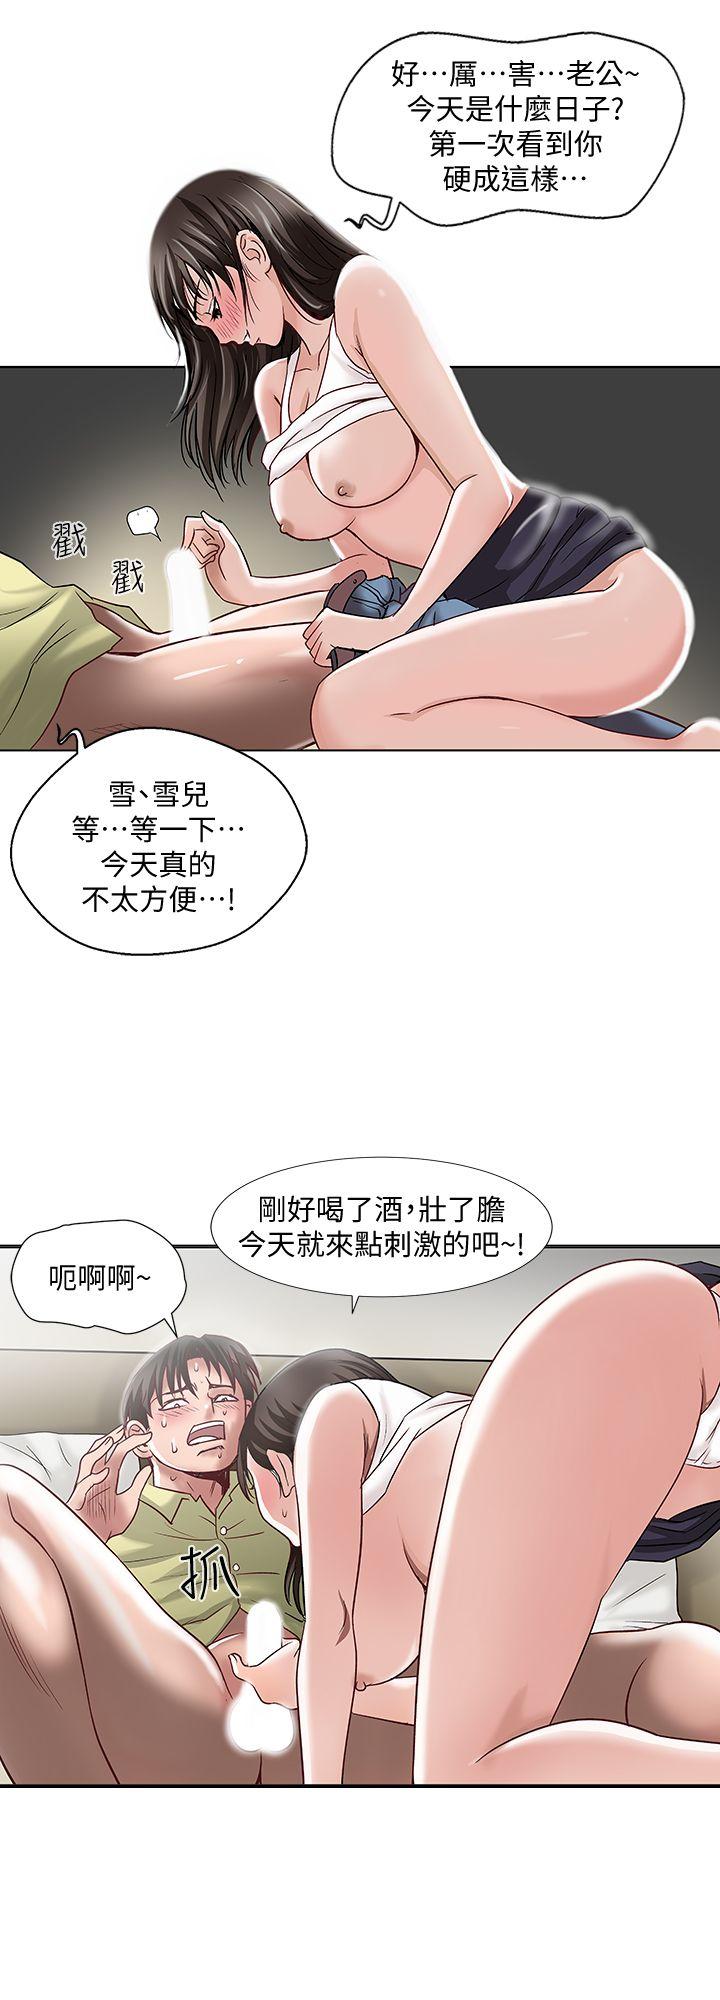 好⋯厲⋯害⋯老公~
今天是什麼日子?
第一次看到你
硬成這樣⋯
戳
戳
雪、雪兒
等⋯等一下⋯
今天真的
不太方便⋯!
剛好喝了酒,壯了膽
今天就來點刺激的吧~!
呃啊啊~
抓